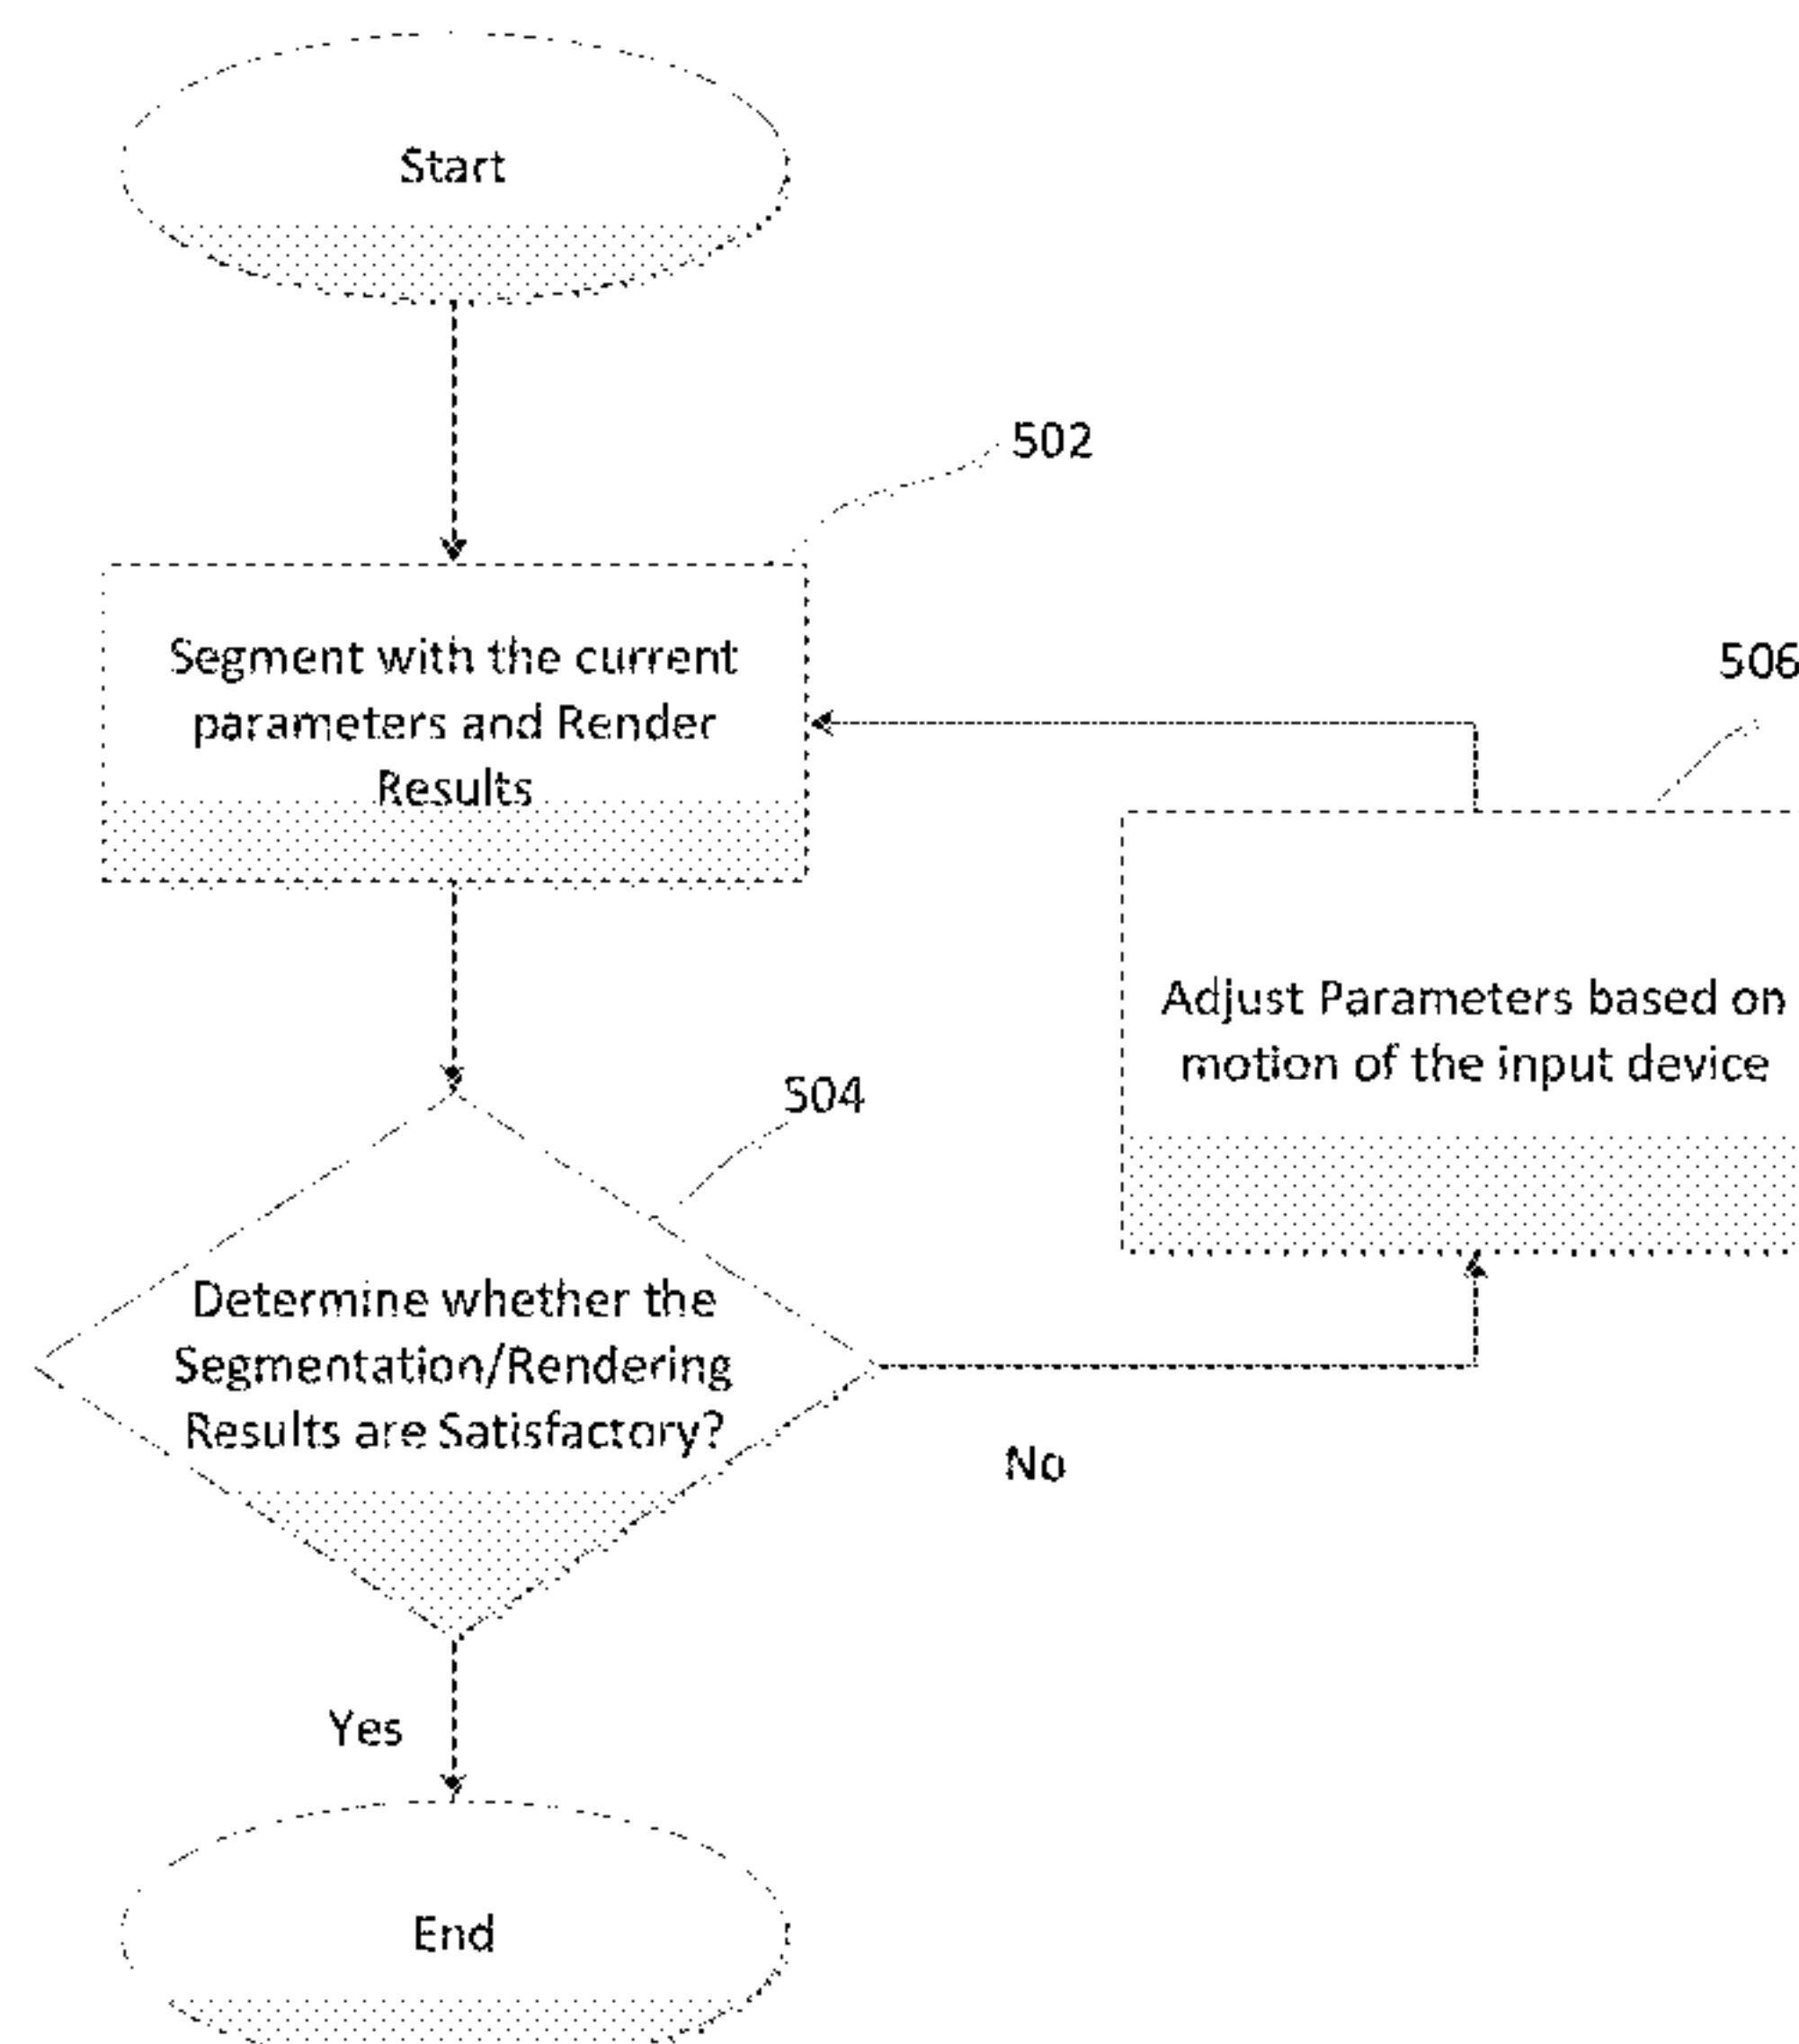 Start
502
Segment with the current
parameters and Render
Results
506
Adjust Parameters based on
motion of the input device
504
Determine whether the
Segmentation/Rendering
Results are Satisfactory?
No
Yes
End